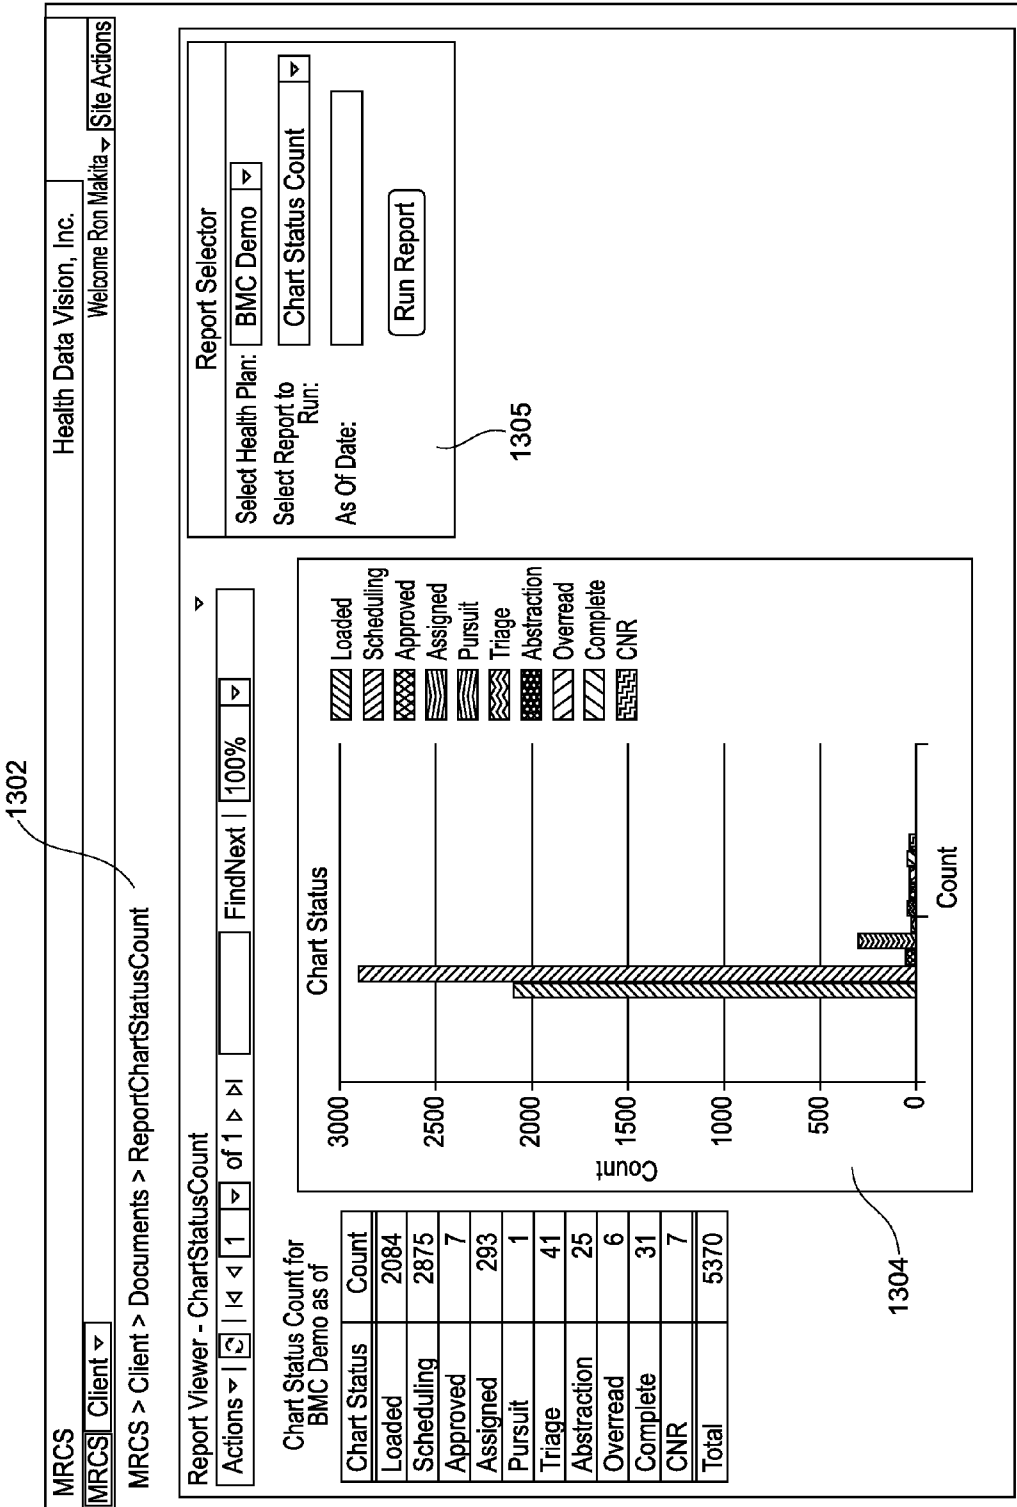 1302
MRCS
Health Data Vision, Inc.
MRCS Client Welcome Ron Makita Site Actions
MRCS > Client > Documents > ReportChartStatusCount
Report Viewer - ChartStatusCount
Actions 1 of 1 FindNext 100%
Chart Status Count for
BMC Demo as of
Chart Status Count
Loaded 2084
Scheduling 2875
Approved 7
Assigned 293
Pursuit 1
Triage 41
Abstraction 25
Overread 6
Complete 31
CNR 7
Total 5370
Chart Status
Count
3000
2500
2000
1500
1000
500
0
Count
Loaded
Scheduling
Approved
Assigned
Pursuit
Triage
Abstraction
Overread
Complete
CNR
1304
Report Selector
Select Health Plan: BMC Demo
Select Report to
Run:
Chart Status Count
As Of Date:
Run Report
1305